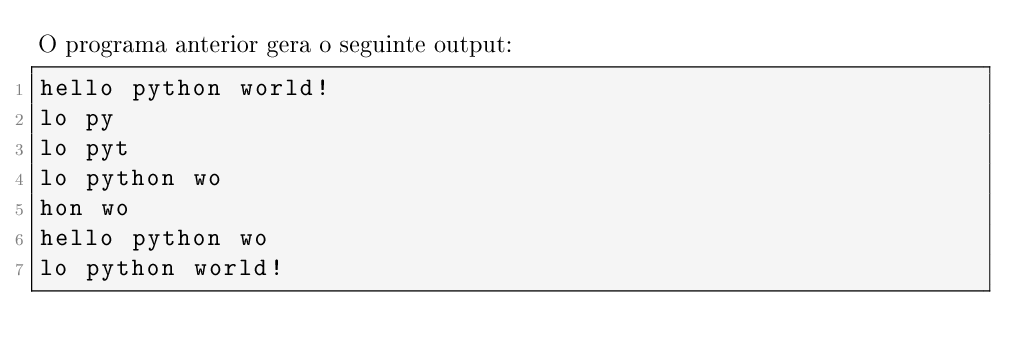 O programa anterior gera o seguinte output:
1 hello python world!
2 lo py
3 lo pyt
4 lo python wo
5 hon wo
6 hello python wo
7 lo python world!